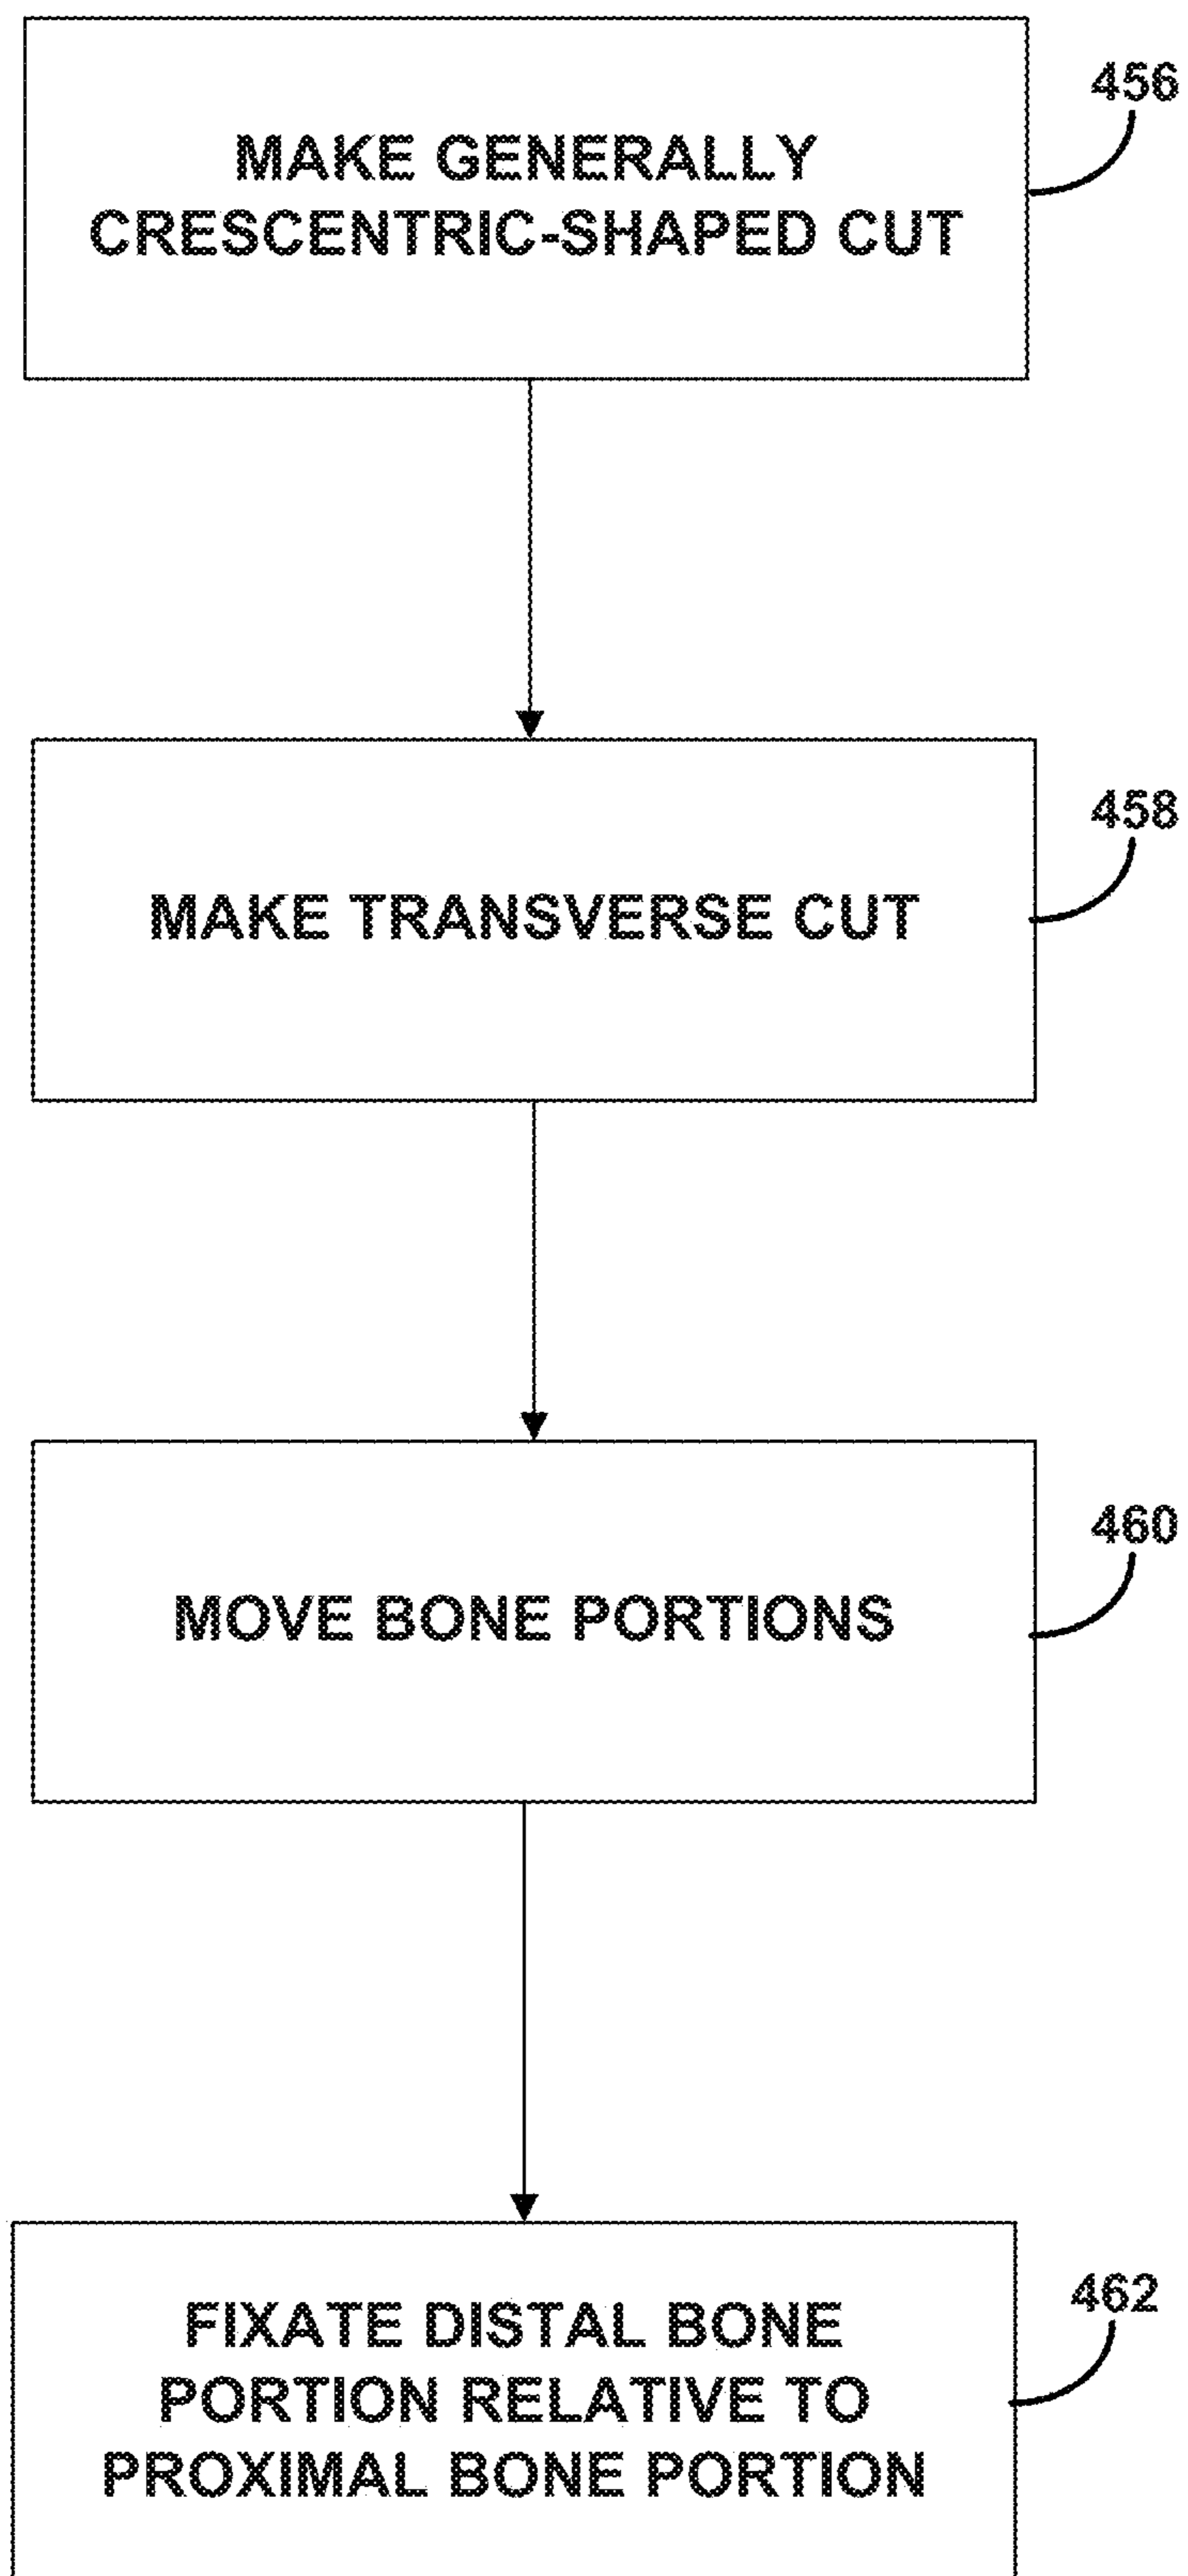 456
MAKE GENERALLY
CRESCENTRIC-SHAPED CUT
458
MAKE TRANSVERSE CUT
460
MOVE BONE PORTIONS
462
FIXATE DISTAL BONE
PORTION RELATIVE TO
PROXIMAL BONE PORTION